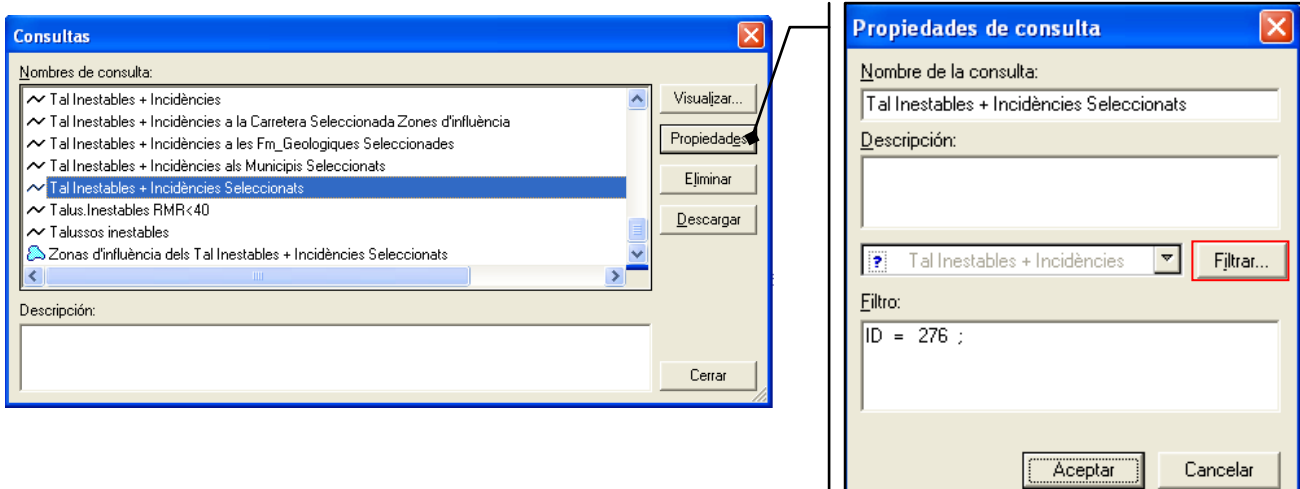 Consultas
Nombres de consulta:
Tal Inestables + Incidències
Tal Inestables + Incidències a la Carretera Seleccionada Zones d'influència
Tal Inestables + Incidències a les Fm_Geologiques Seleccionades
Tal Inestables + Incidències als Municipis Seleccionats
Tal Inestables + Incidències Seleccionats
Talus.Inestables RMR<40
Talussos inestables
Zonas d'influència dels Tal Inestables + Incidències Seleccionats
Visualizar...
Propiedades
Eliminar
Descargar
Descripción:
Cerrar
Propiedades de consulta
Nombre de la consulta:
Tal Inestables + Incidències Seleccionats
Descripción:
? Tal Inestables + Incidències
Filtrar...
Filtro:
ID = 276 ;
Aceptar
Cancelar